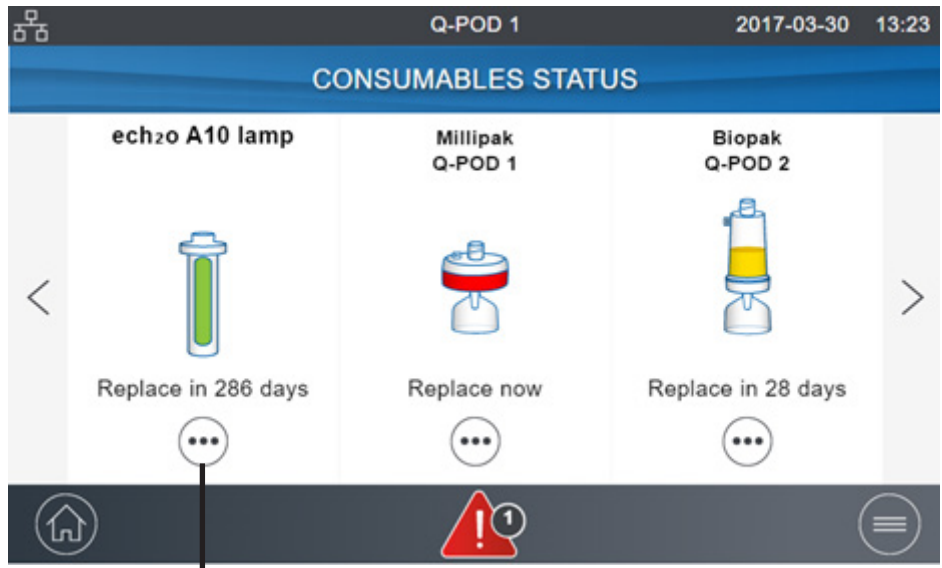 Q-POD 1 2017-03-30 13:23
CONSUMABLES STATUS
ech₂o A10 lamp
Replace in 286 days
Millipak
Q-POD 1
Replace now
Biopak
Q-POD 2
Replace in 28 days
1